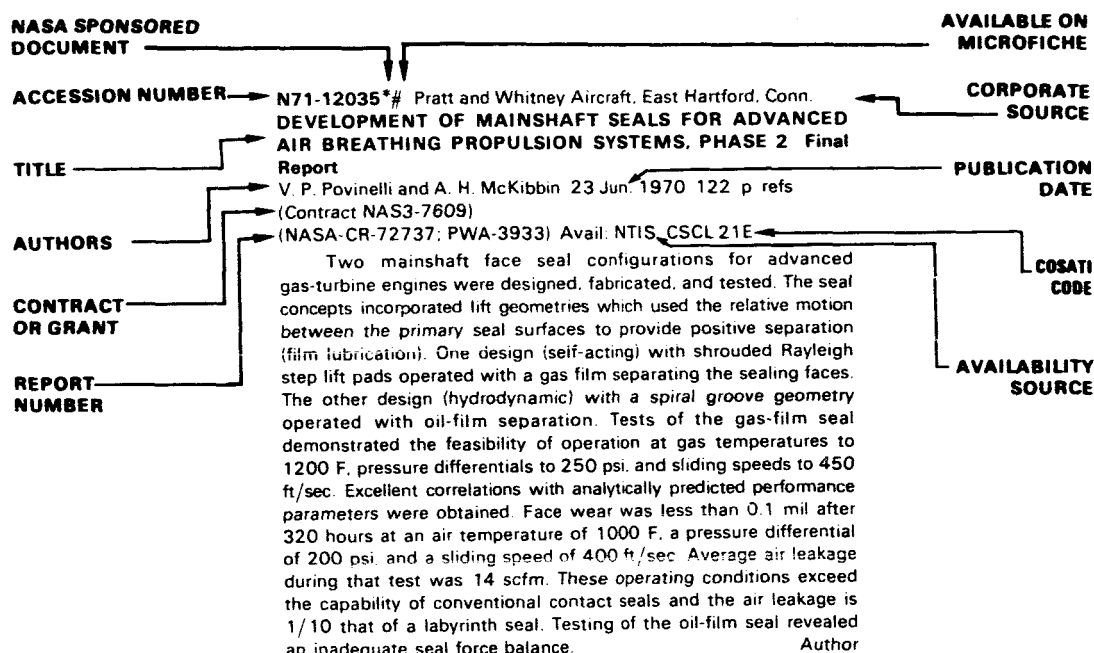 NASA SPONSORED
DOCUMENT
AVAILABLE ON
MICROFICHE
ACCESSION NUMBER
N71-12035*# Pratt and Whitney Aircraft, East Hartford, Conn.
CORPORATE
SOURCE
DEVELOPMENT OF MAINSHAFT SEALS FOR ADVANCED
AIR BREATHING PROPULSION SYSTEMS, PHASE 2 Final
Report
TITLE
PUBLICATION
DATE
V. P. Povinelli and A. H. McKibbin 23 Jun. 1970 122 p refs
(Contract NAS3-7609)
AUTHORS
(NASA-CR-72737; PWA-3933) Avail: NTIS CSCL 21E
COSATI
CODE
CONTRACT
OR GRANT
AVAILABILITY
SOURCE
REPORT
NUMBER
Two mainshaft face seal configurations for advanced
gas-turbine engines were designed, fabricated, and tested. The seal
concepts incorporated lift geometries which used the relative motion
between the primary seal surfaces to provide positive separation
(film lubrication). One design (self-acting) with shrouded Rayleigh
step lift pads operated with a gas film separating the sealing faces.
The other design (hydrodynamic) with a spiral groove geometry
operated with oil-film separation. Tests of the gas-film seal
demonstrated the feasibility of operation at gas temperatures to
1200 F, pressure differentials to 250 psi, and sliding speeds to 450
ft/sec. Excellent correlations with analytically predicted performance
parameters were obtained. Face wear was less than 0.1 mil after
320 hours at an air temperature of 1000 F, a pressure differential
of 200 psi, and a sliding speed of 400 ft/sec. Average air leakage
during that test was 14 scfm. These operating conditions exceed
the capability of conventional contact seals and the air leakage is
1/10 that of a labyrinth seal. Testing of the oil-film seal revealed
an inadequate seal force balance. Author